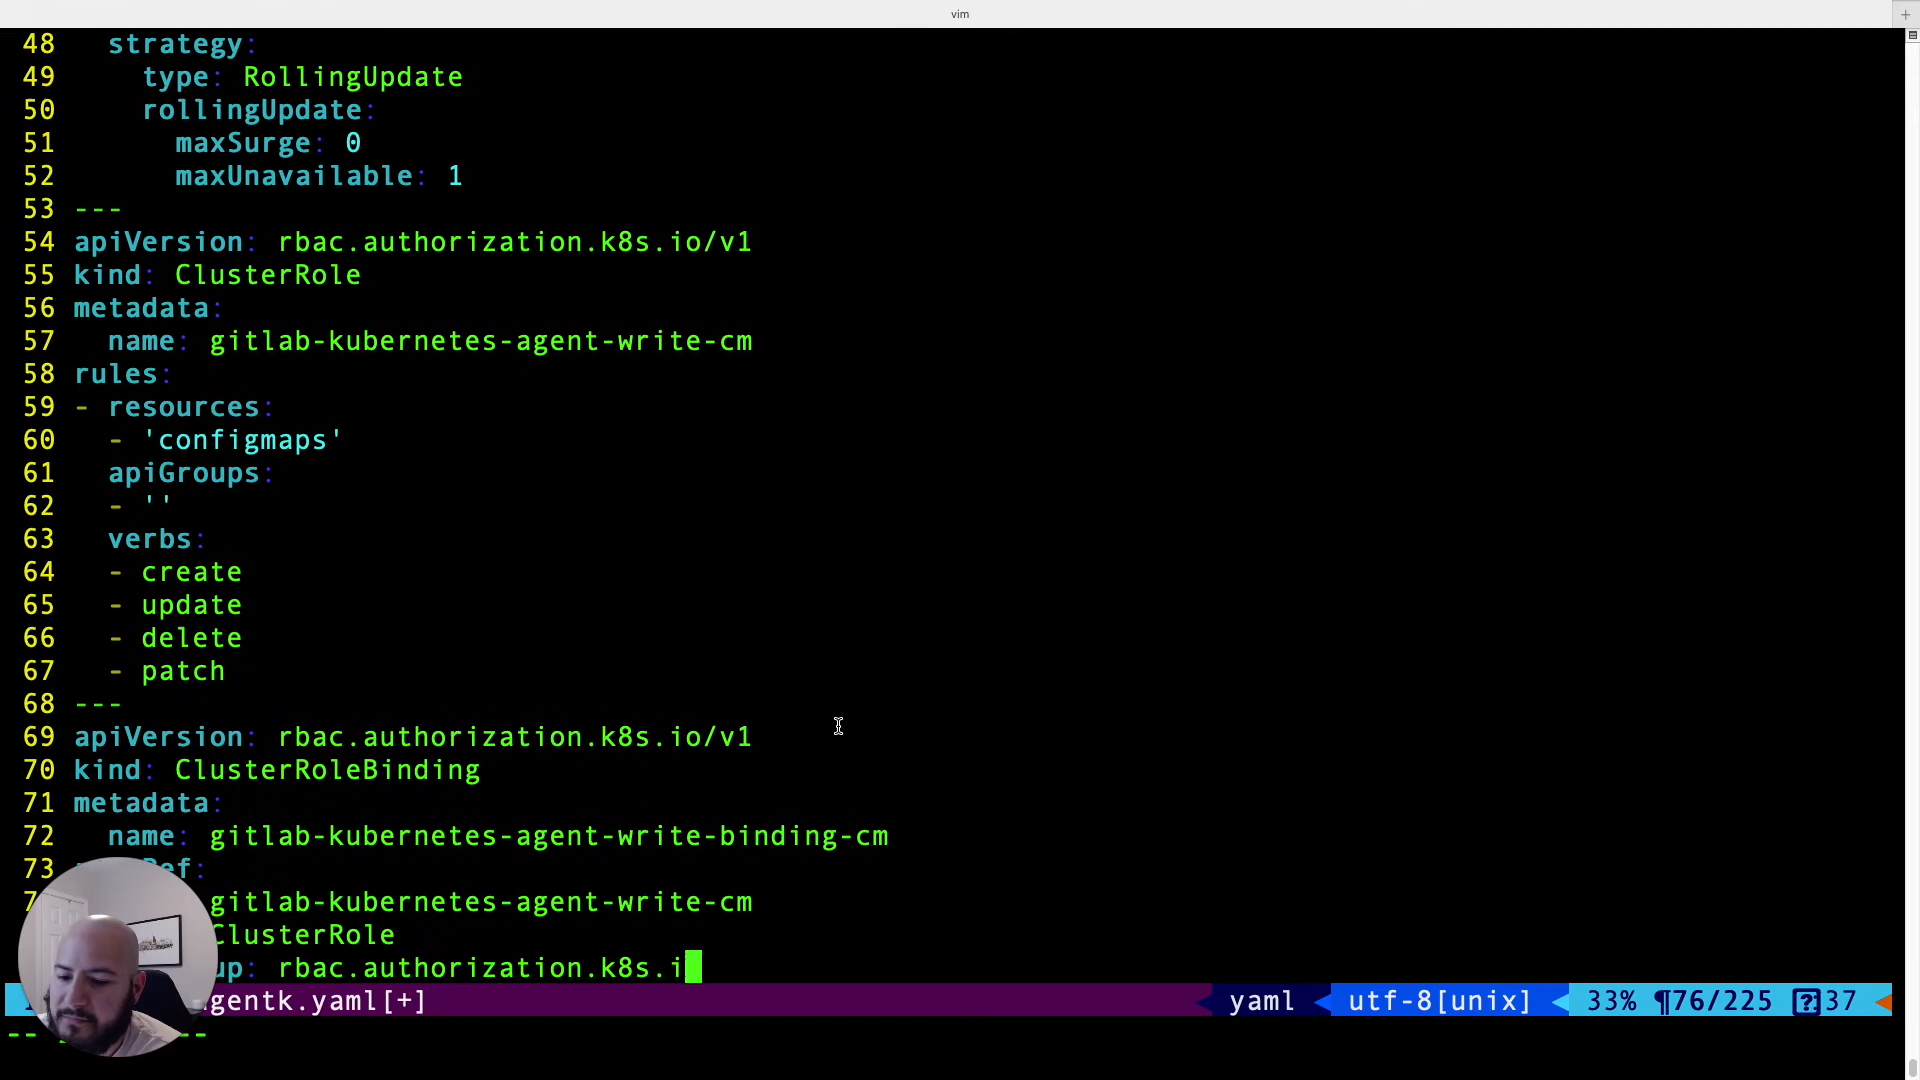 vim
48 strategy:
49 type: RollingUpdate
50 rollingUpdate:
51 maxSurge: 0
52 maxUnavailable: 1
53 ---
54 apiVersion: rbac.authorization.k8s.io/v1
55 kind: ClusterRole
56 metadata:
57 name: gitlab-kubernetes-agent-write-cm
58 rules:
59 - resources:
60 - 'configmaps'
61 apiGroups:
62 - ''
63 verbs:
64 - create
65 - update
66 - delete
67 - patch
68 ---
69 apiVersion: rbac.authorization.k8s.io/v1
70 kind: ClusterRoleBinding
71 metadata:
72 name: gitlab-kubernetes-agent-write-binding-cm
73 ef:
gitlab-kubernetes-agent-write-cm
ClusterRole
up: rbac.authorization.k8s.i
gentk.yaml[+] yaml utf-8[unix] 33% ¶76/225 37